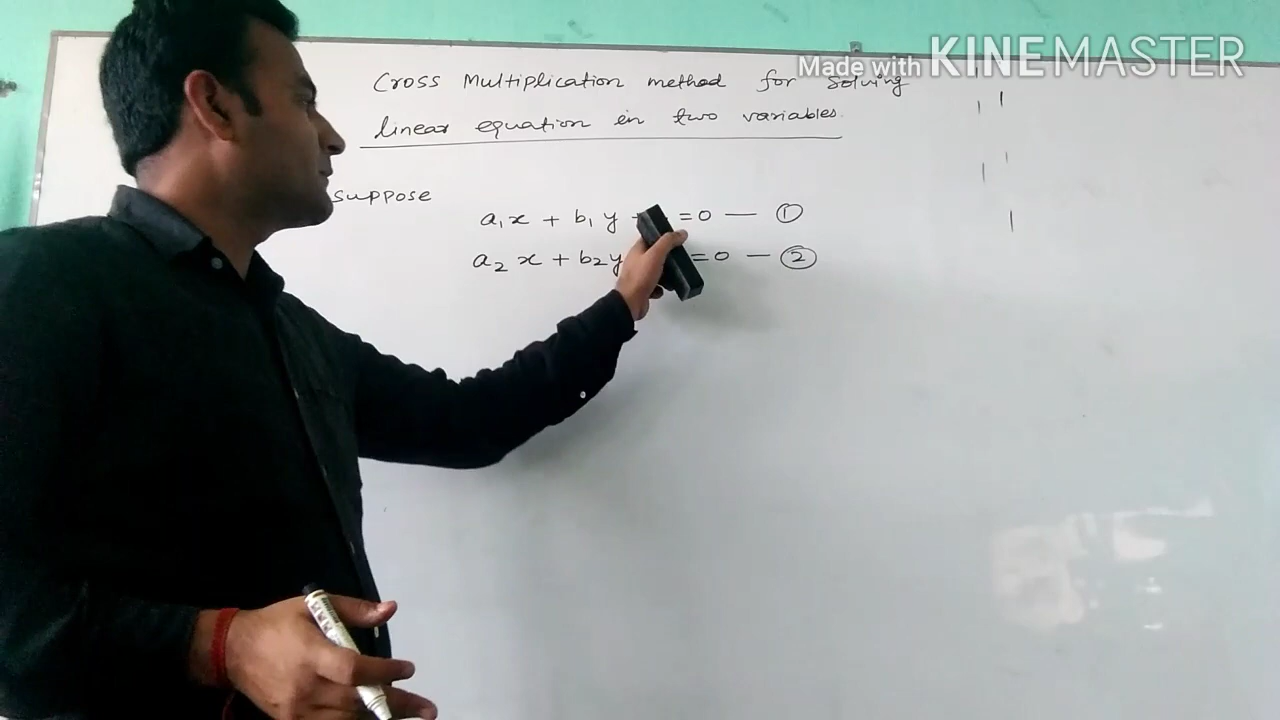 Made with KINEMASTER
Cross Multiplication method for Solving
linear equation in two variables.
suppose
a₁x + b₁y =0 — ①
a₂x + b₂y =0 — ②